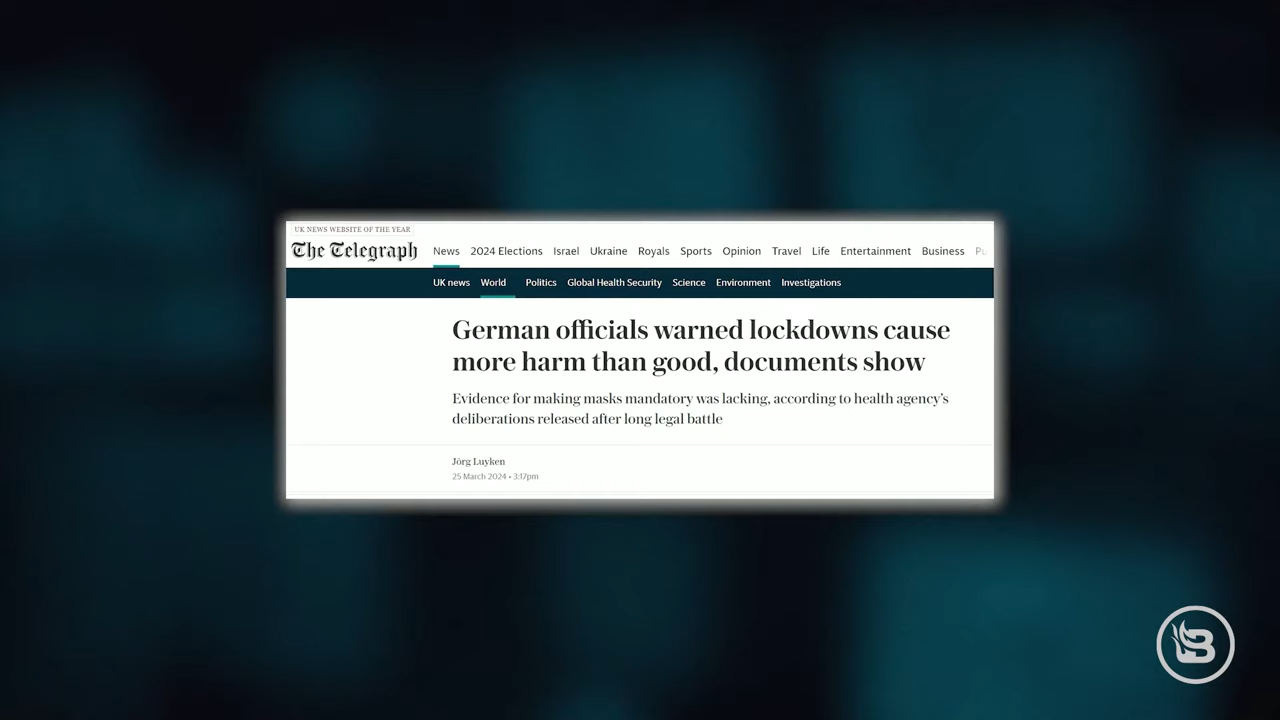 UK NEWS WEBSITE OF THE YEAR
The Telegraph
News 2024 Elections Israel Ukraine Royals Sports Opinion Travel Life Entertainment Business
UK news World Politics Global Health Security Science Environment Investigations
German officials warned lockdowns cause
more harm than good, documents show
Evidence for making masks mandatory was lacking, according to health agency's
deliberations released after long legal battle
Jörg Luyken
25 March 2024 • 3:17pm
B